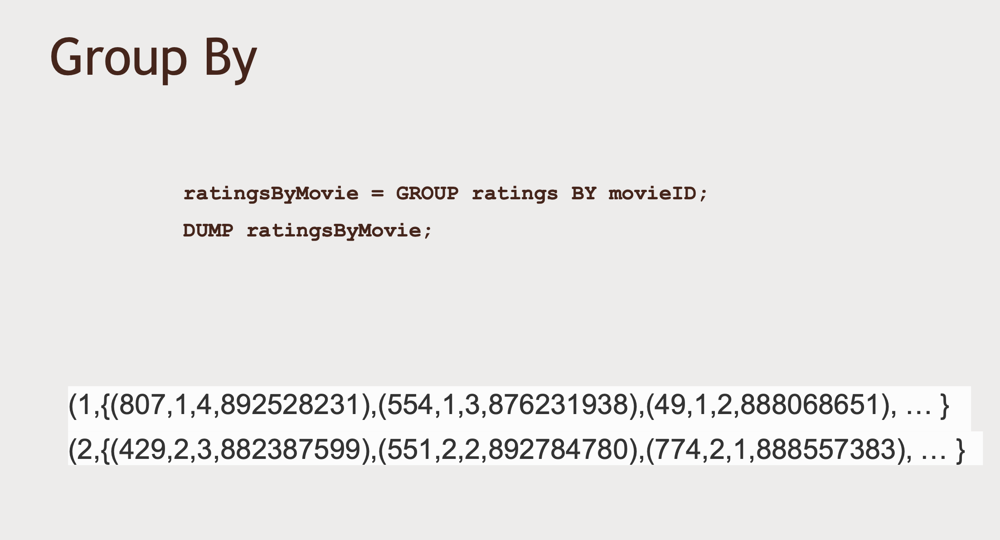 Group By
ratingsByMovie = GROUP ratings BY movieID;
DUMP ratingsByMovie;
(1,{(807,1,4,892528231),(554,1,3,876231938),(49,1,2,888068651), … }
(2,{(429,2,3,882387599),(551,2,2,892784780),(774,2,1,888557383), … }